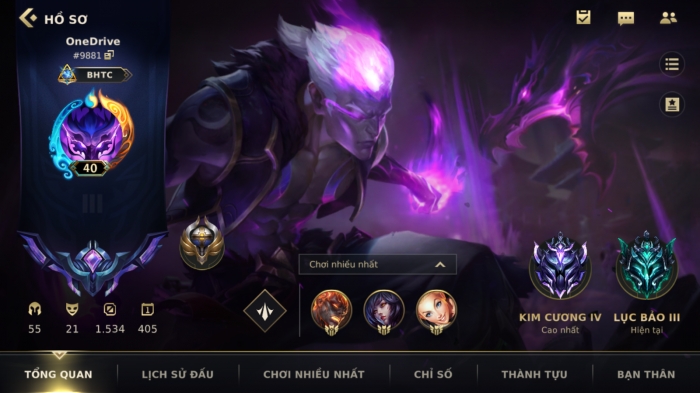 HỒ SƠ
OneDrive
#9881
BHTC
40
55
21
1.534
405
Chơi nhiều nhất
KIM CƯƠNG IV
Cao nhất
LỤC BẢO III
Hiện tại
TỔNG QUAN
LỊCH SỬ ĐẤU
CHƠI NHIỀU NHẤT
CHỈ SỐ
THÀNH TỰU
BẠN THÂN